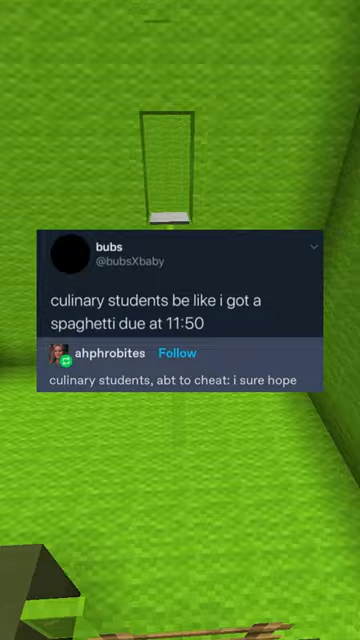 bubs
@bubsXbaby
culinary students be like i got a
spaghetti due at 11:50
ahphrobites Follow
culinary students, abt to cheat: i sure hope